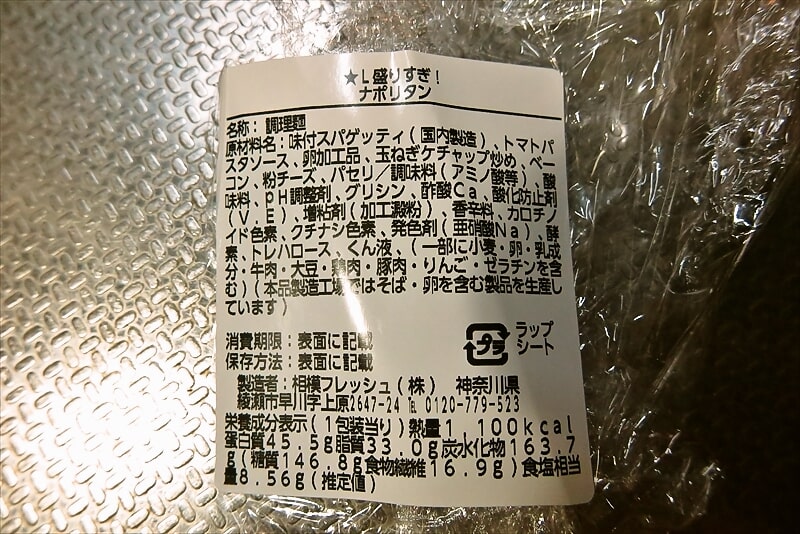 ★L盛りすぎ!
ナポリタン
名称:調理麺
原材料名:味付スパゲッティ(国内製造)、トマトパ
スタソース、卵加工品、玉ねぎケチャップ炒め、ベー
コン、粉チーズ、パセリ/調味料(アミノ酸等)、酸
味料、pH調整剤、グリシン、酢酸Ca、酸化防止剤
(V.E)、増粘剤(加工澱粉)、香辛料、カロチノ
イド色素、クチナシ色素、発色剤(亜硝酸Na)、酵
素、トレハロース、くん液、(一部に小麦・卵・乳成
分・牛肉・大豆・鶏肉・豚肉・りんご・ゼラチンを含
む)(本品製造工場ではそば・卵を含む製品を生産し
ています)
消費期限:表面に記載
保存方法:表面に記載
プラ
ラップ
シート
製造者:相模フレッシュ(株) 神奈川県
綾瀬市早川字上原2647-24 ℡ 0120-779-523
栄養成分表示(1包装当り)熱量1,100kcal
蛋白質45.5g脂質33.0g炭水化物163.7
g(糖質146.8g食物繊維16.9g)食塩相当
量8.56g(推定値)